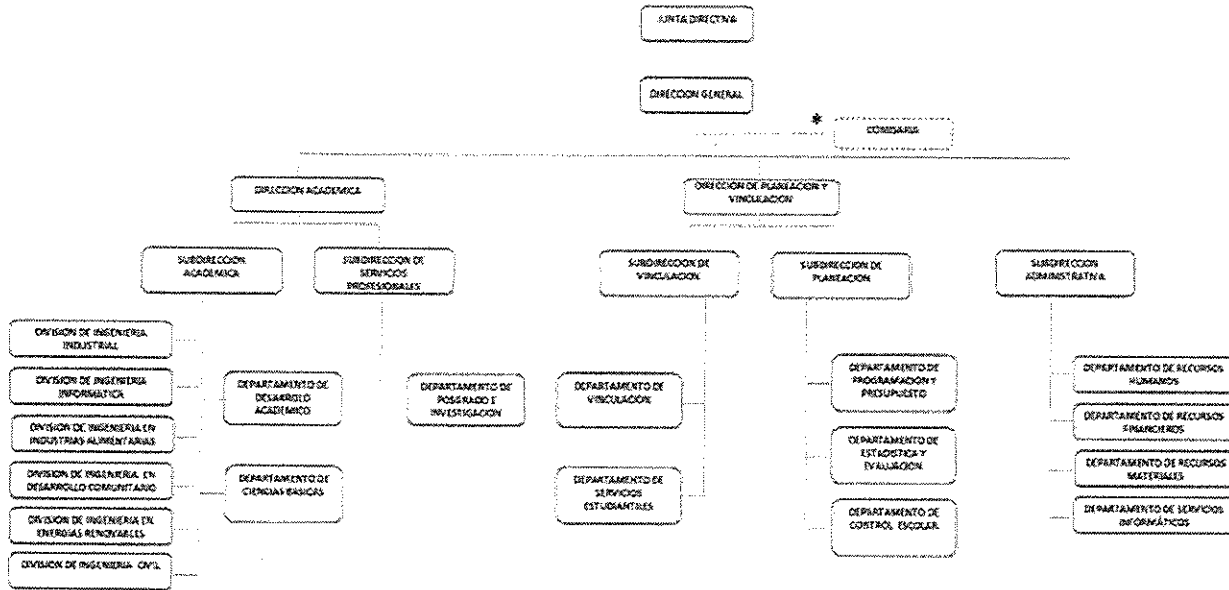 JUNTA DIRECTIVA
DIRECCION GENERAL
*
COMISARIA
DIRECCION ACADEMICA
DIRECCION DE PLANEACION Y
VINCULACION
SUBDIRECCION
ACADEMICA
SUBDIRECCION DE
SERVICIOS
PROFESIONALES
SUBDIRECCION DE
VINCULACION
SUBDIRECCION DE
PLANEACION
SUBDIRECCION
ADMINISTRATIVA
DIVISION DE INGENIERIA
INDUSTRIAL
DIVISION DE INGENIERIA
INFORMATICA
DIVISION DE INGENIERIA EN
INDUSTRIAS ALIMENTARIAS
DIVISION DE INGENIERIA EN
DESARROLLO COMUNITARIO
DIVISION DE INGENIERIA EN
ENERGIAS RENOVABLES
DIVISION DE INGENIERIA CIVIL
DEPARTAMENTO DE
DESARROLLO
ACADEMICO
DEPARTAMENTO DE
CIENCIAS BASICAS
DEPARTAMENTO DE
POSGRADO E
INVESTIGACION
DEPARTAMENTO DE
VINCULACION
DEPARTAMENTO DE
SERVICIOS
ESTUDIANTILES
DEPARTAMENTO DE
PROGRAMACION Y
PRESUPUESTO
DEPARTAMENTO DE
ESTADISTICA Y
EVALUACION
DEPARTAMENTO DE
CONTROL ESCOLAR
DEPARTAMENTO DE RECURSOS
HUMANOS
DEPARTAMENTO DE RECURSOS
FINANCIEROS
DEPARTAMENTO DE RECURSOS
MATERIALES
DEPARTAMENTO DE SERVICIOS
INFORMÁTICOS